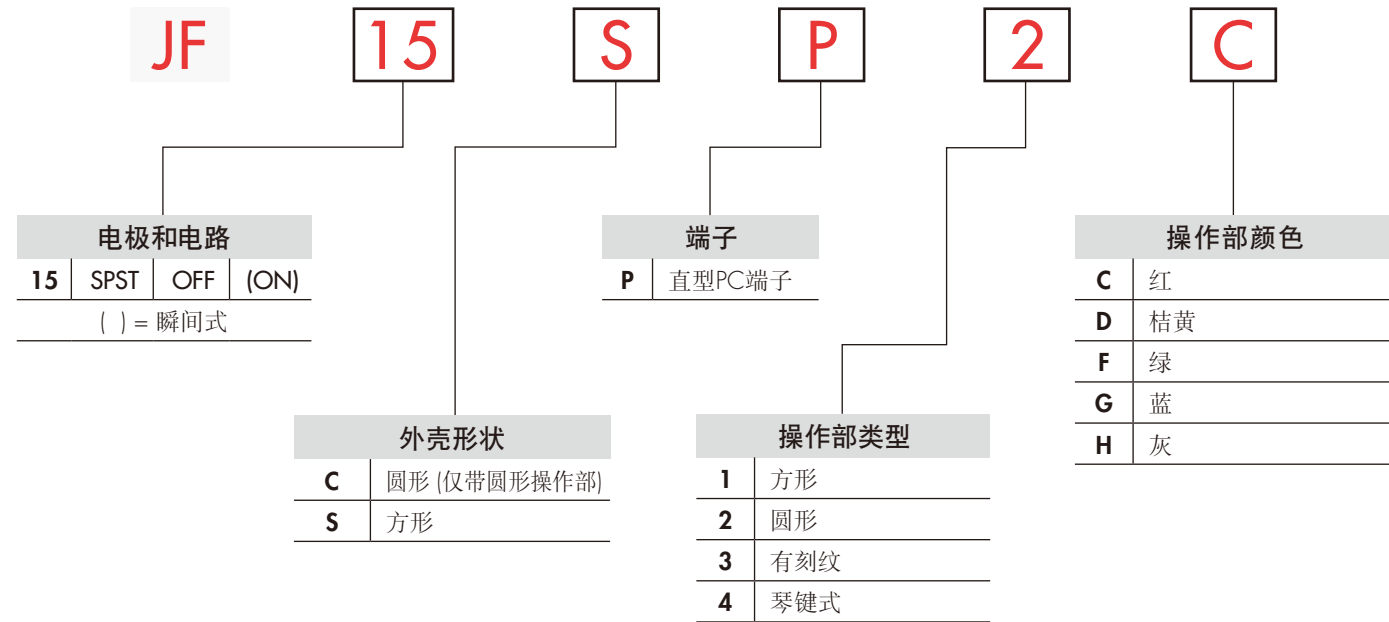 JF 15 S P 2 C
电极和电路
15 SPST OFF (ON)
( ) = 瞬间式
端子
P 直型PC端子
操作部颜色
C 红
D 桔黄
F 绿
G 蓝
H 灰
外壳形状
C 圆形 (仅带圆形操作部)
S 方形
操作部类型
1 方形
2 圆形
3 有刻纹
4 琴键式